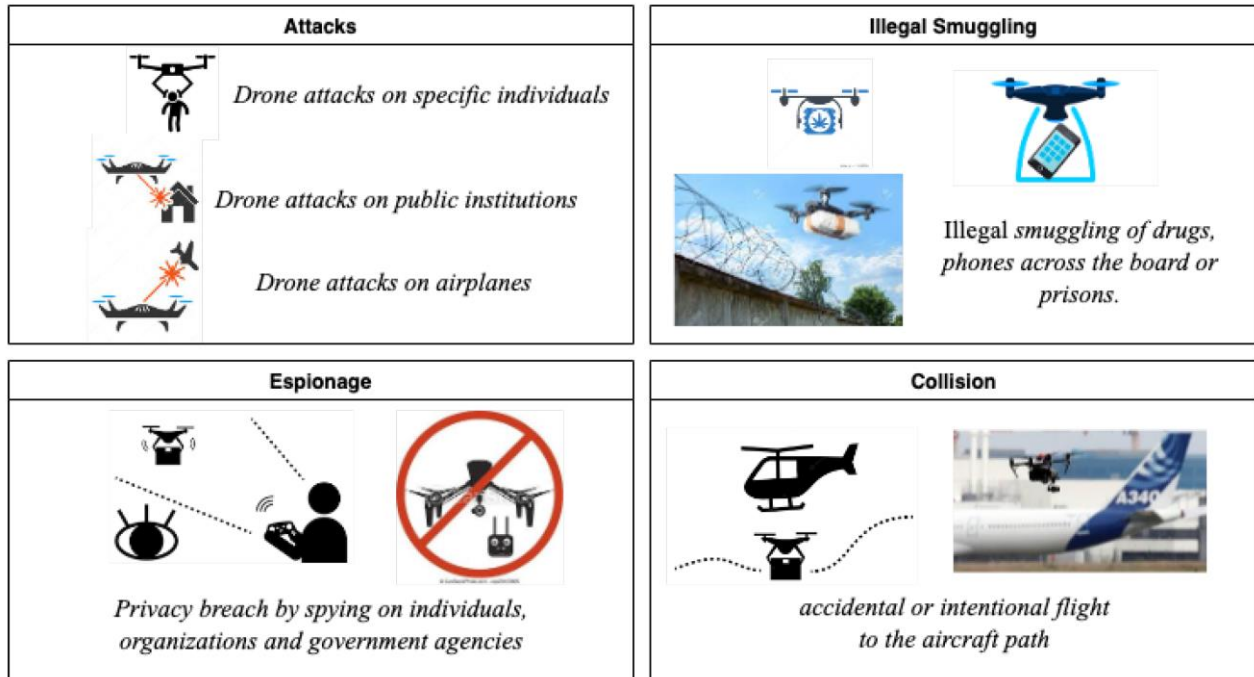 Attacks
Drone attacks on specific individuals
Drone attacks on public institutions
Drone attacks on airplanes
Illegal Smuggling
Illegal smuggling of drugs,
phones across the board or
prisons.
Espionage
Privacy breach by spying on individuals,
organizations and government agencies
Collision
A340
accidental or intentional flight
to the aircraft path